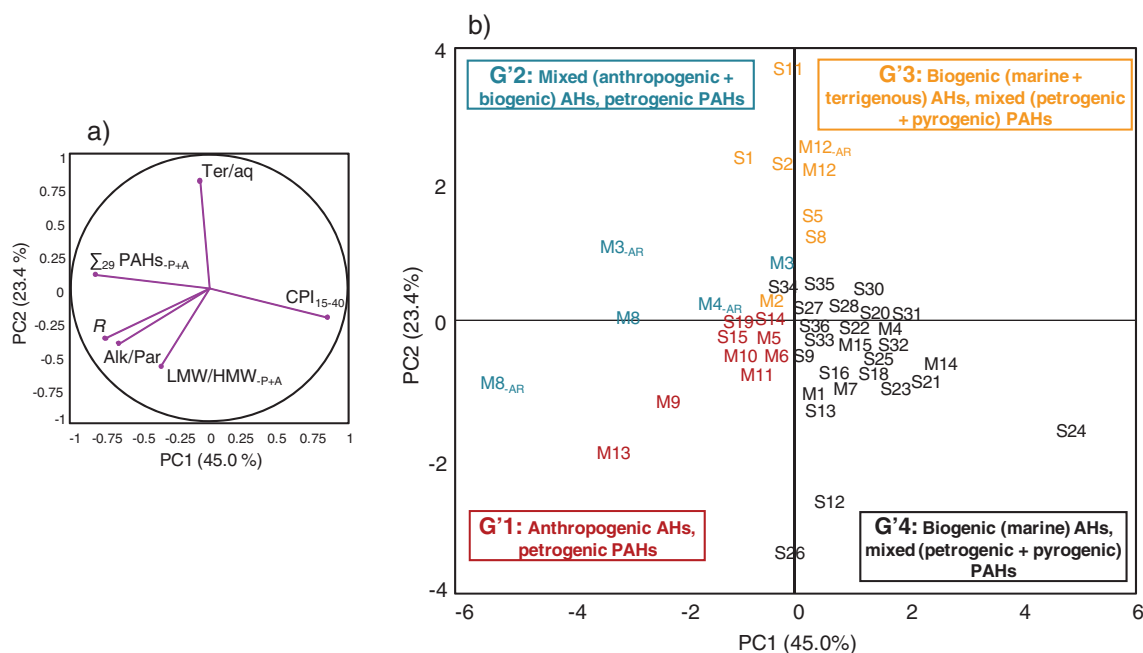 a)
1
0.75
0.5
0.25
0
-0.25
-0.5
-0.75
-1
PC2 (23.4 %)
Ter/aq
∑29 PAHs-P+A
CPI15-40
R
Alk/Par
LMW/HMW-P+A
-1 -0.75 -0.5 -0.25 0 0.25 0.5 0.75 1
PC1 (45.0 %)
b)
4
2
0
-2
-4
PC2 (23.4%)
G'2: Mixed (anthropogenic +
biogenic) AHs, petrogenic PAHs
G'3: Biogenic (marine +
terrigenous) AHs, mixed (petrogenic
+ pyrogenic) PAHs
S11
S1
S2
M12-AR
M12
S5
S8
M3-AR
M3
S34
S35
S30
M4-AR
M2
S27
S28
S20
S31
M8
S19
S14
S36
S22
M4
S15
M5
S33
M15
S32
M10
M6
S9
S25
M14
M11
S16
S18
S21
M8-AR
M1
M7
S23
M9
S13
S24
M13
S12
S26
G'1: Anthropogenic AHs,
petrogenic PAHs
G'4: Biogenic (marine) AHs,
mixed (petrogenic + pyrogenic)
PAHs
-6 -4 -2 0 2 4 6
PC1 (45.0%)